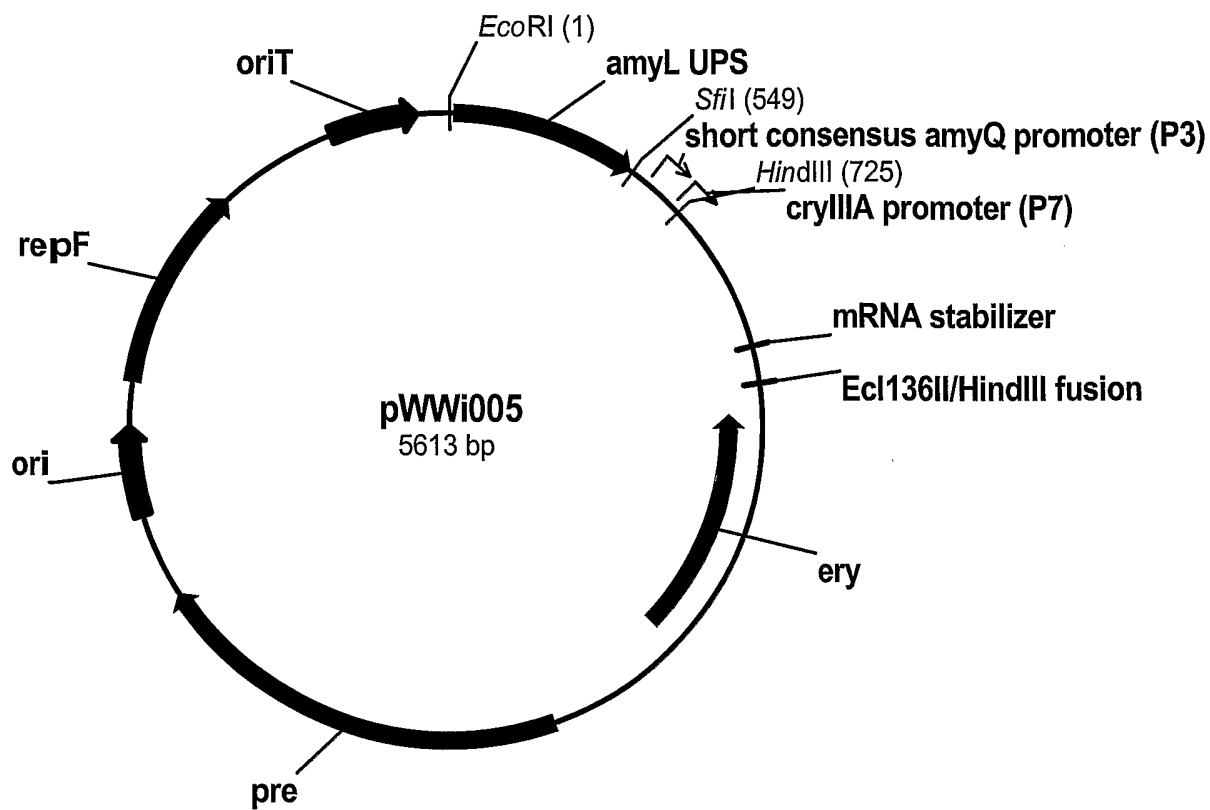 EcoRI (1)
oriT
amyL UPS
SfiI (549)
short consensus amyQ promoter (P3)
HindIII (725)
cryIIIA promoter (P7)
repF
mRNA stabilizer
Ecl136II/HindIII fusion
pWWi005
5613 bp
ori
ery
pre